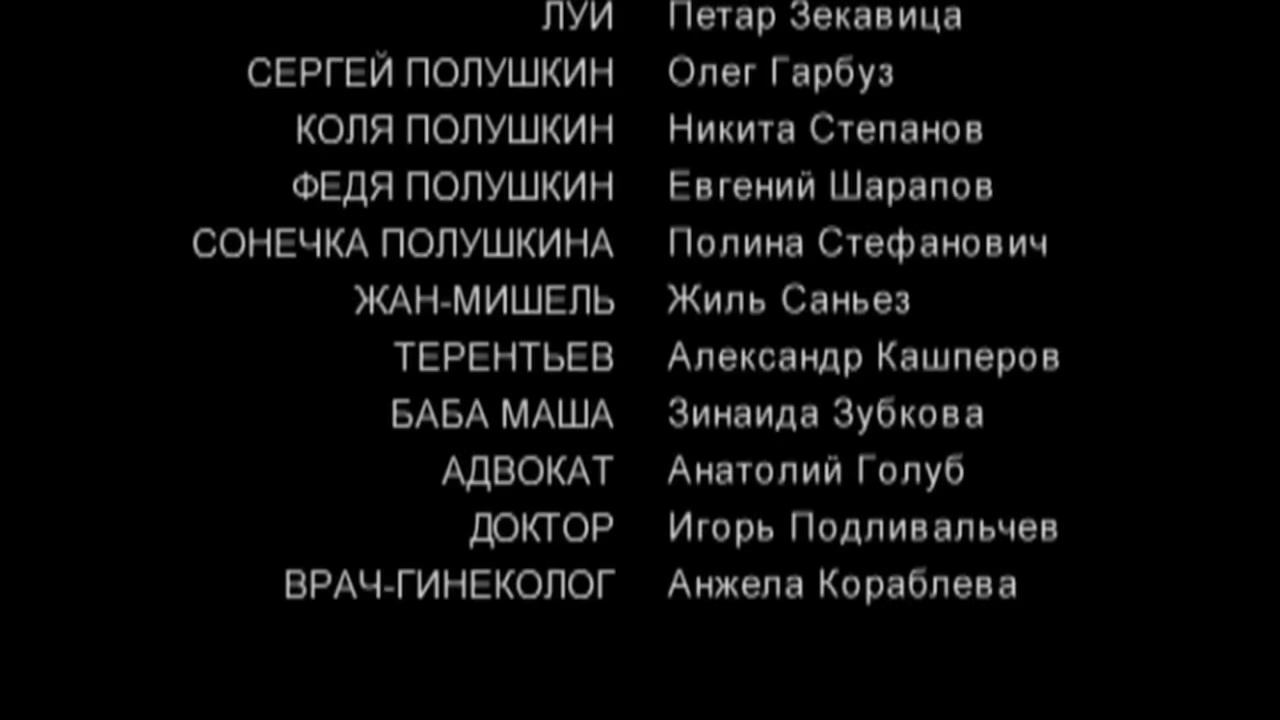 ЛУИ Петар Зекавица
СЕРГЕЙ ПОЛУШКИН Олег Гарбуз
КОЛЯ ПОЛУШКИН Никита Степанов
ФЕДЯ ПОЛУШКИН Евгений Шарапов
СОНЕЧКА ПОЛУШКИНА Полина Стефанович
ЖАН-МИШЕЛЬ Жиль Саньез
ТЕРЕНТЬЕВ Александр Кашперов
БАБА МАША Зинаида Зубкова
АДВОКАТ Анатолий Голуб
ДОКТОР Игорь Подливальчев
ВРАЧ-ГИНЕКОЛОГ Анжела Кораблева